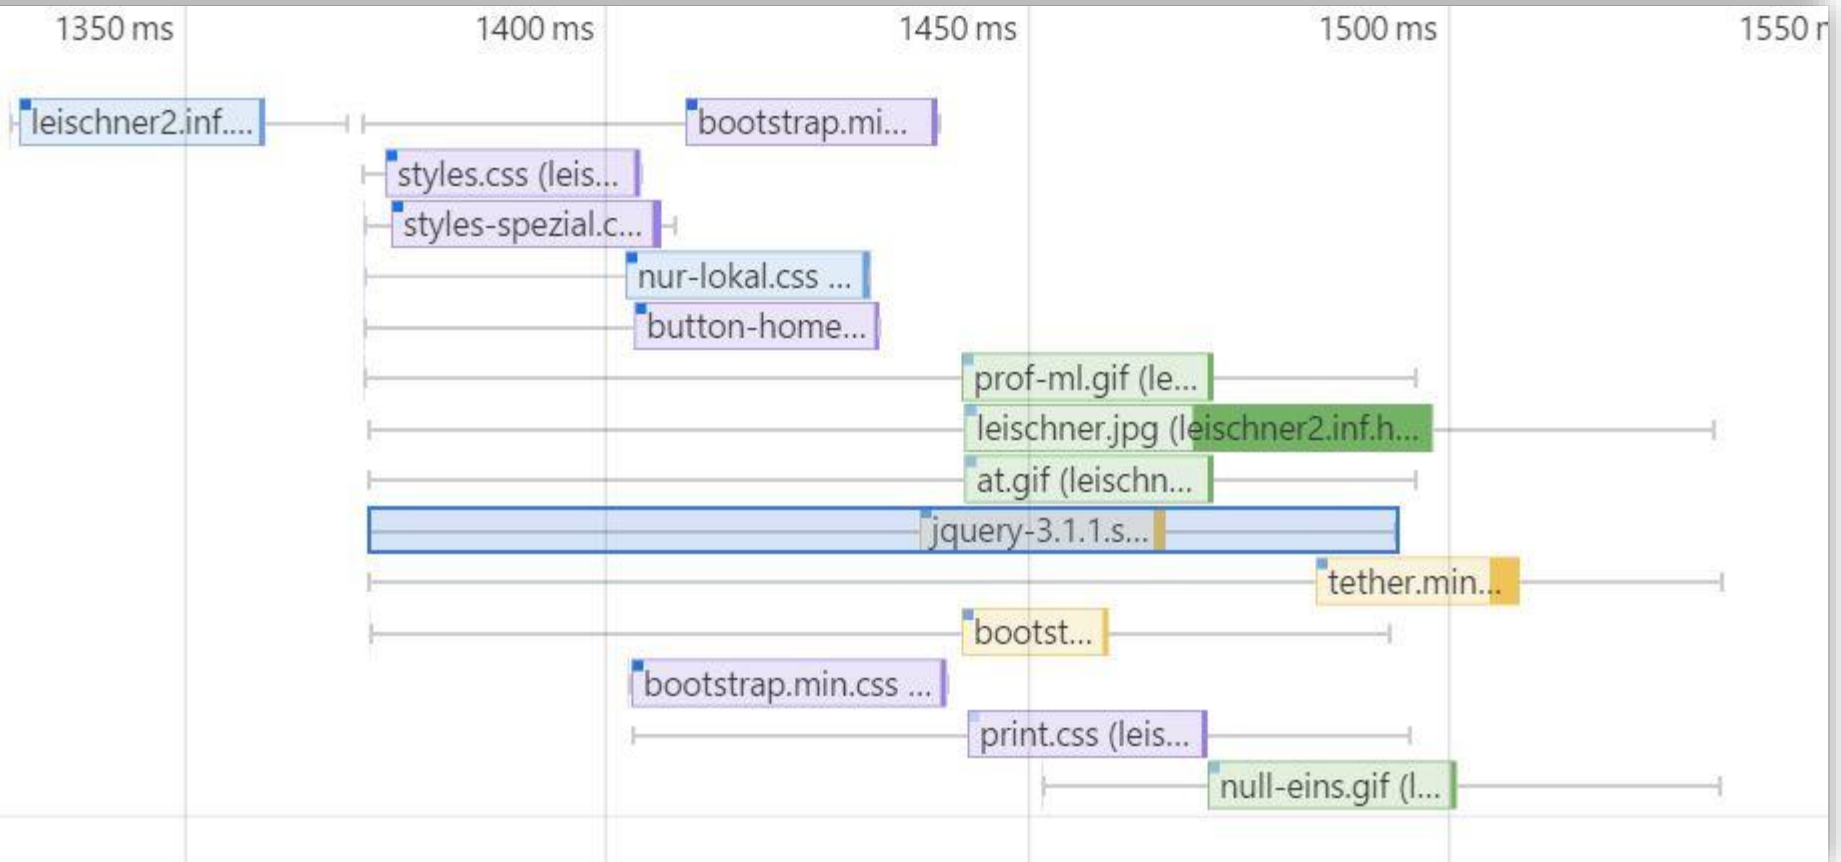 1350 ms 1400 ms 1450 ms 1500 ms 1550 r
leischner2.inf.... bootstrap.mi...
styles.css (leis...
styles-spezial.c...
nur-lokal.css ...
button-home...
prof-ml.gif (le...
leischner.jpg (leischner2.inf.h...
at.gif (leischn...
jquery-3.1.1.s...
tether.min...
bootst...
bootstrap.min.css ...
print.css (leis...
null-eins.gif (l...